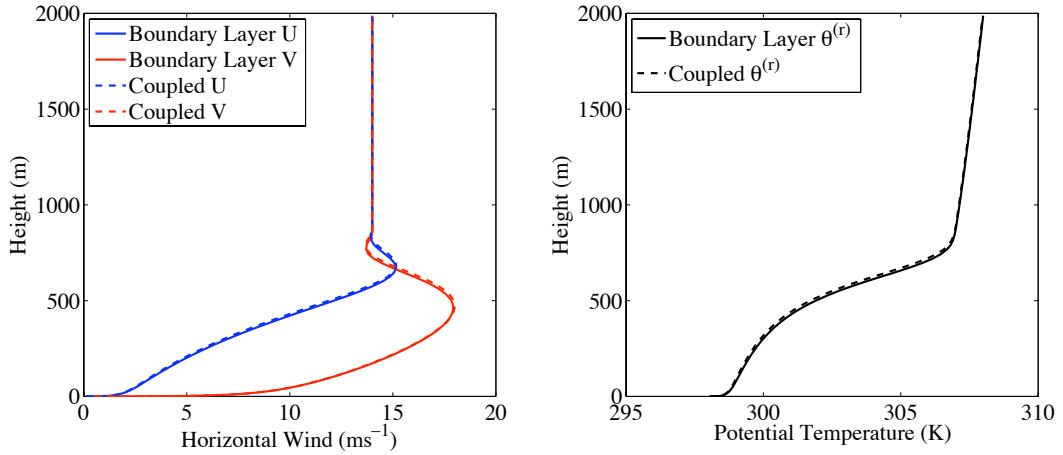 2000
1500
1000
500
0
Height (m)
Boundary Layer U
Boundary Layer V
Coupled U
Coupled V
0
5
10
15
20
Horizontal Wind (ms⁻¹)
2000
1500
1000
500
0
Height (m)
Boundary Layer θ⁽ʳ⁾
Coupled θ⁽ʳ⁾
295
300
305
310
Potential Temperature (K)